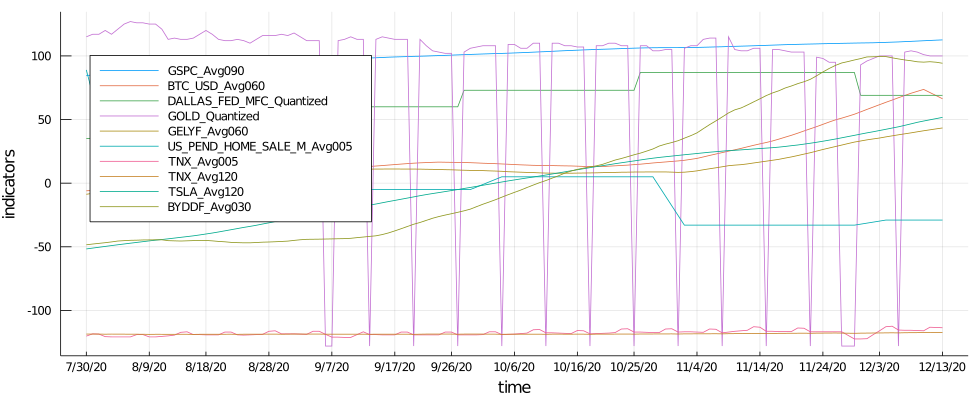 100
50
0
-50
-100
indicators
GSPC_Avg090
BTC_USD_Avg060
DALLAS_FED_MFC_Quantized
GOLD_Quantized
GELYF_Avg060
US_PEND_HOME_SALE_M_Avg005
TNX_Avg005
TNX_Avg120
TSLA_Avg120
BYDDF_Avg030
7/30/20 8/9/20 8/18/20 8/28/20 9/7/20 9/17/20 9/26/20 10/6/20 10/16/20 10/25/20 11/4/20 11/14/20 11/24/20 12/3/20 12/13/20
time